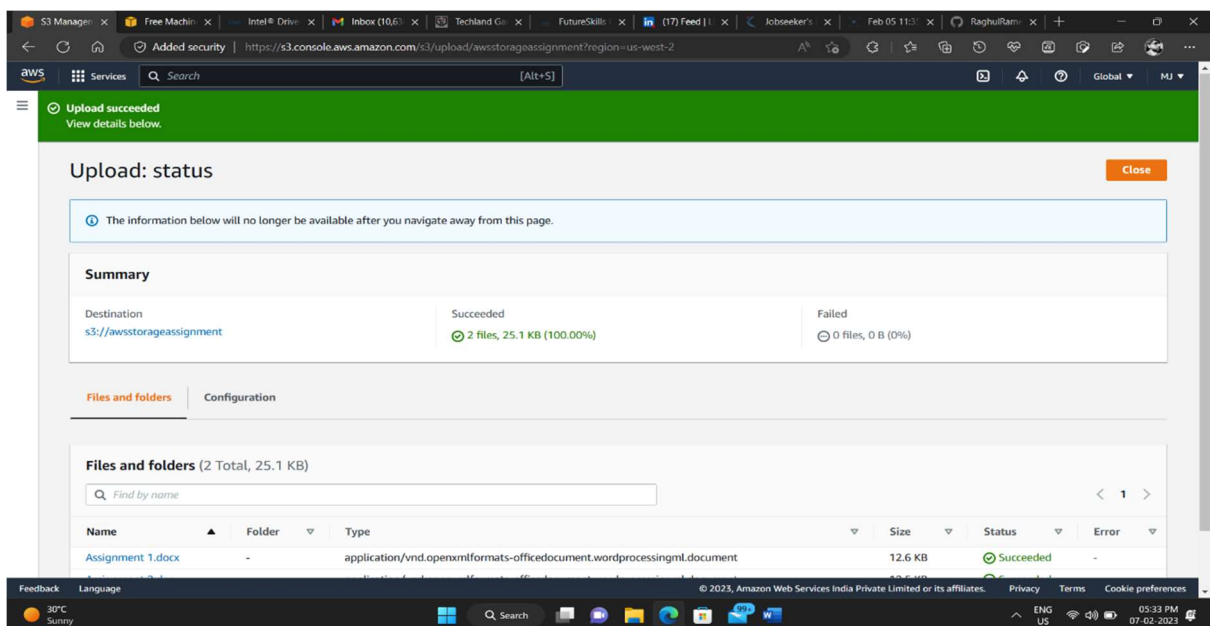 S3 Manager
Free Machin
Intel® Drive
Inbox (10,63
Techland Ga
FutureSkills
(17) Feed | L
Jobseeker's
Feb 05 11:3
RaghulRam
Added security | https://s3.console.aws.amazon.com/s3/upload/awsstorageassignment?region=us-west-2
aws Services Search [Alt+S] Global MJ
Upload succeeded
View details below.
Upload: status Close
The information below will no longer be available after you navigate away from this page.
Summary
Destination Succeeded Failed
s3://awsstorageassignment 2 files, 25.1 KB (100.00%) 0 files, 0 B (0%)
Files and folders Configuration
Files and folders (2 Total, 25.1 KB)
Find by name 1
Name Folder Type Size Status Error
Assignment 1.docx - application/vnd.openxmlformats-officedocument.wordprocessingml.document 12.6 KB Succeeded -
Feedback Language © 2023, Amazon Web Services India Private Limited or its affiliates. Privacy Terms Cookie preferences
30°C
Sunny
Search
99+
ENG
US
05:33 PM
07-02-2023